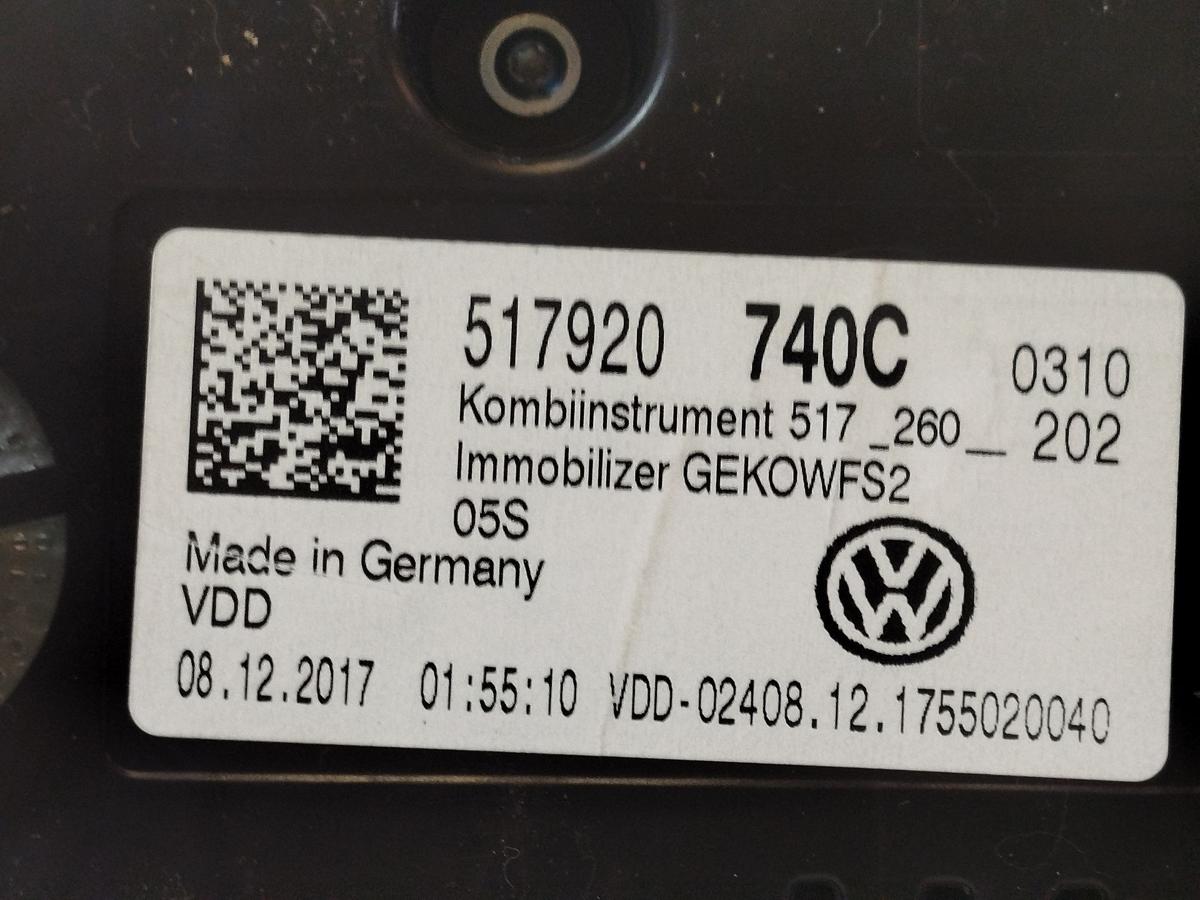 517920 740C 0310
Kombiinstrument 517 _260__ 202
Immobilizer GEKOWFS2
05S
Made in Germany
VDD
08.12.2017 01:55:10 VDD-02408.12.1755020040